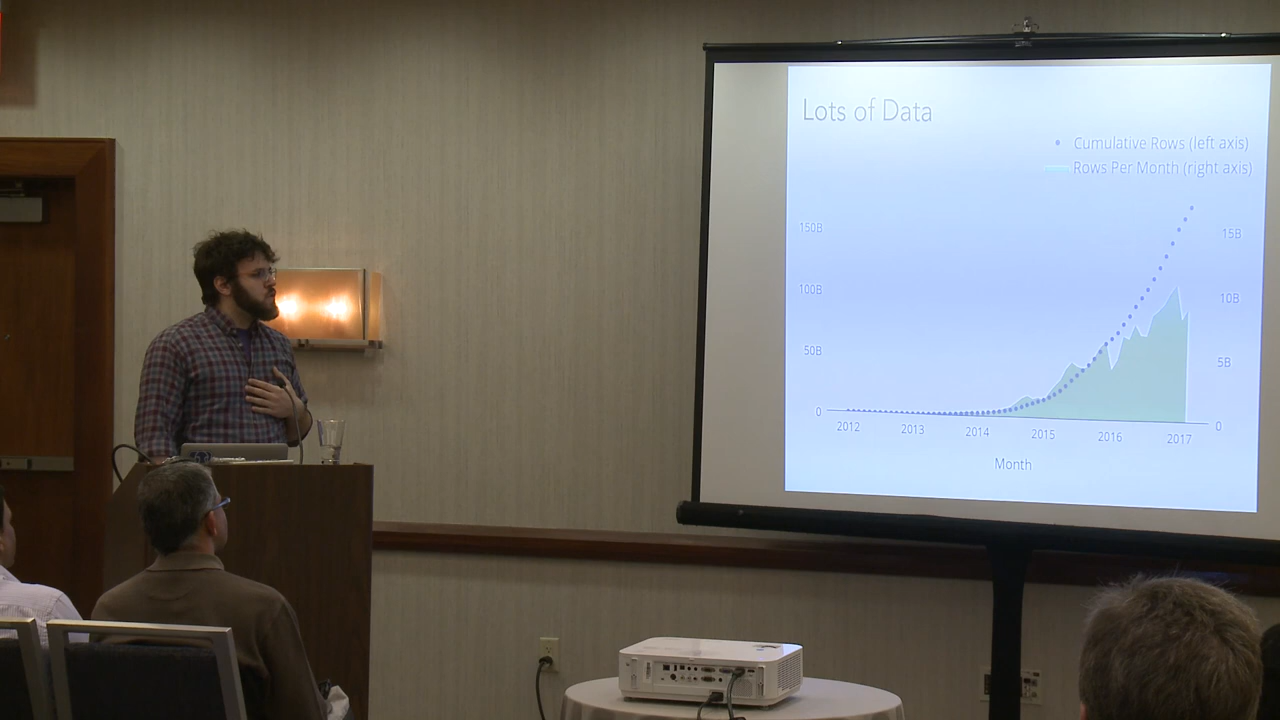 Lots of Data
Cumulative Rows (left axis)
Rows Per Month (right axis)
150B
15B
100B
10B
50B
5B
0
0
2012 2013 2014 2015 2016 2017
Month